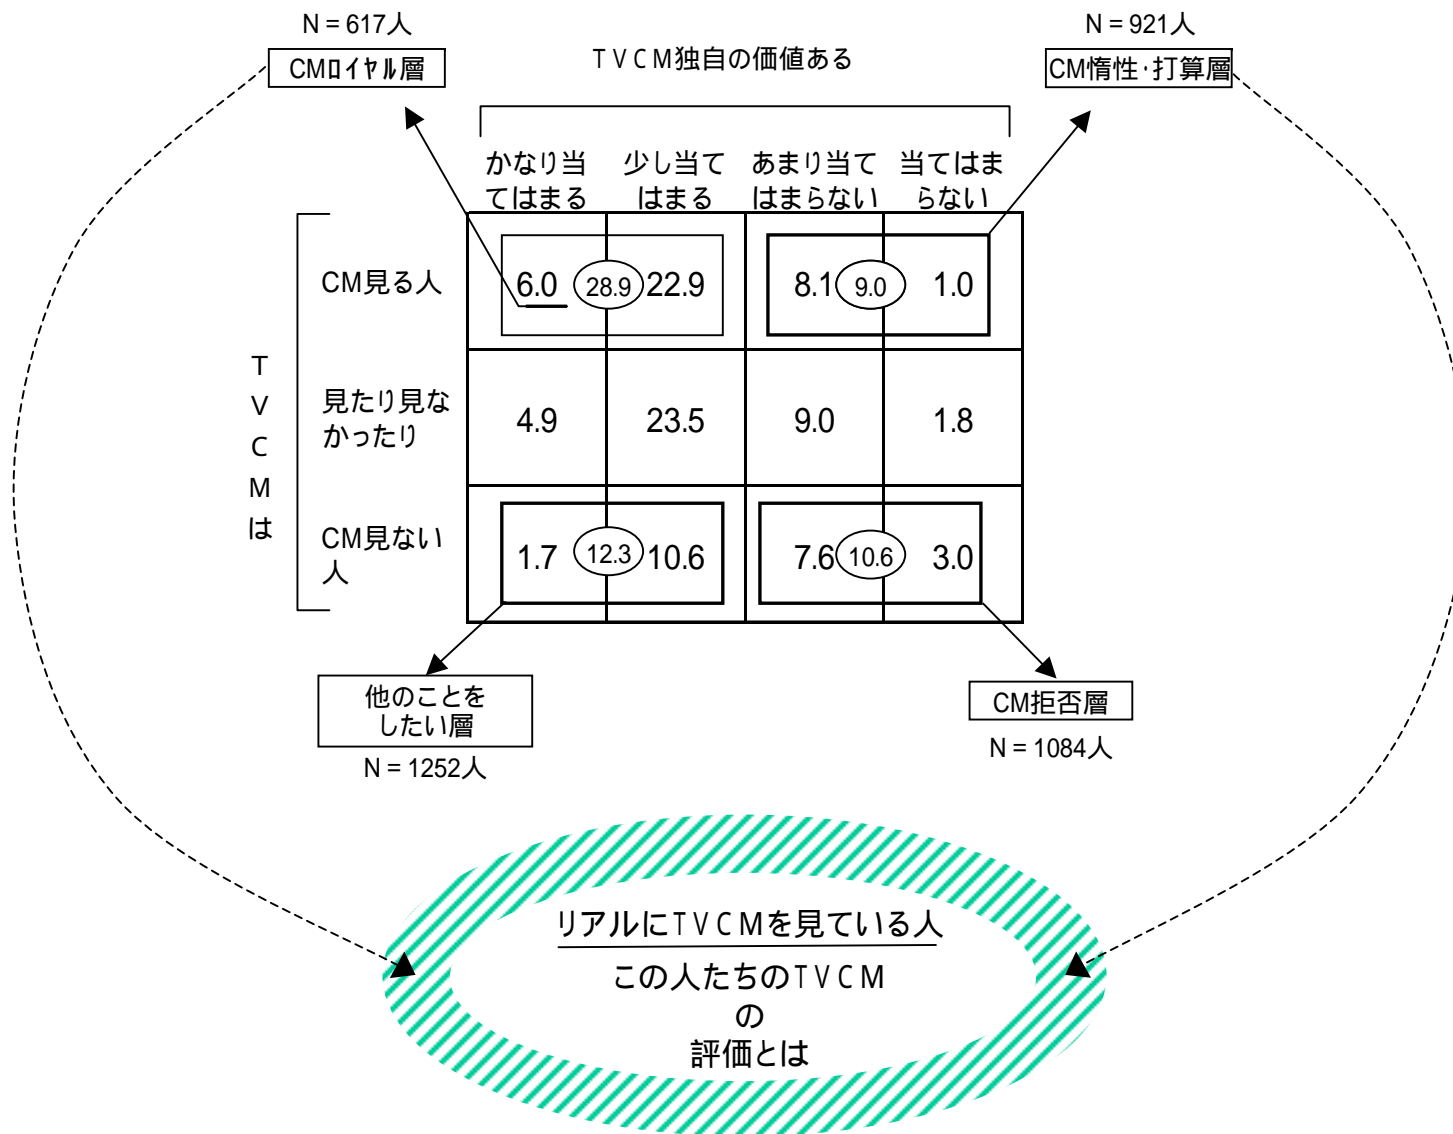 N = 617人
CMロイヤル層
TVCM独自の価値ある
N = 921人
CM惰性・打算層
かなり当
てはまる
少し当て
はまる
あまり当て
はまらない
当てはま
らない
CM見る人
6.0 28.9 22.9 8.1 9.0 1.0
TVCMは
見たり見な
かったり
4.9 23.5 9.0 1.8
CM見ない
人
1.7 12.3 10.6 7.6 10.6 3.0
他のことを
したい層
N = 1252人
CM拒否層
N = 1084人
リアルにTVCMを見ている人
この人たちのTVCM
の
評価とは